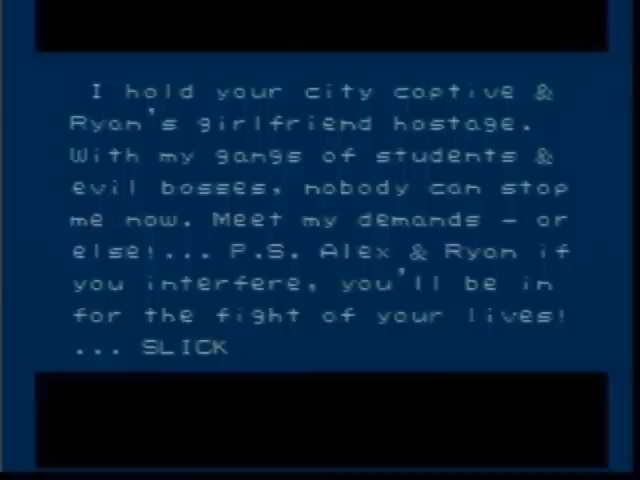 I hold your city captive &
Ryan's girlfriend hostage.
With my gangs of students &
evil bosses, nobody can stop
me now. Meet my demands - or
else!... P.S. Alex & Ryan if
you interfere, you'll be in
for the fight of your lives!
... SLICK